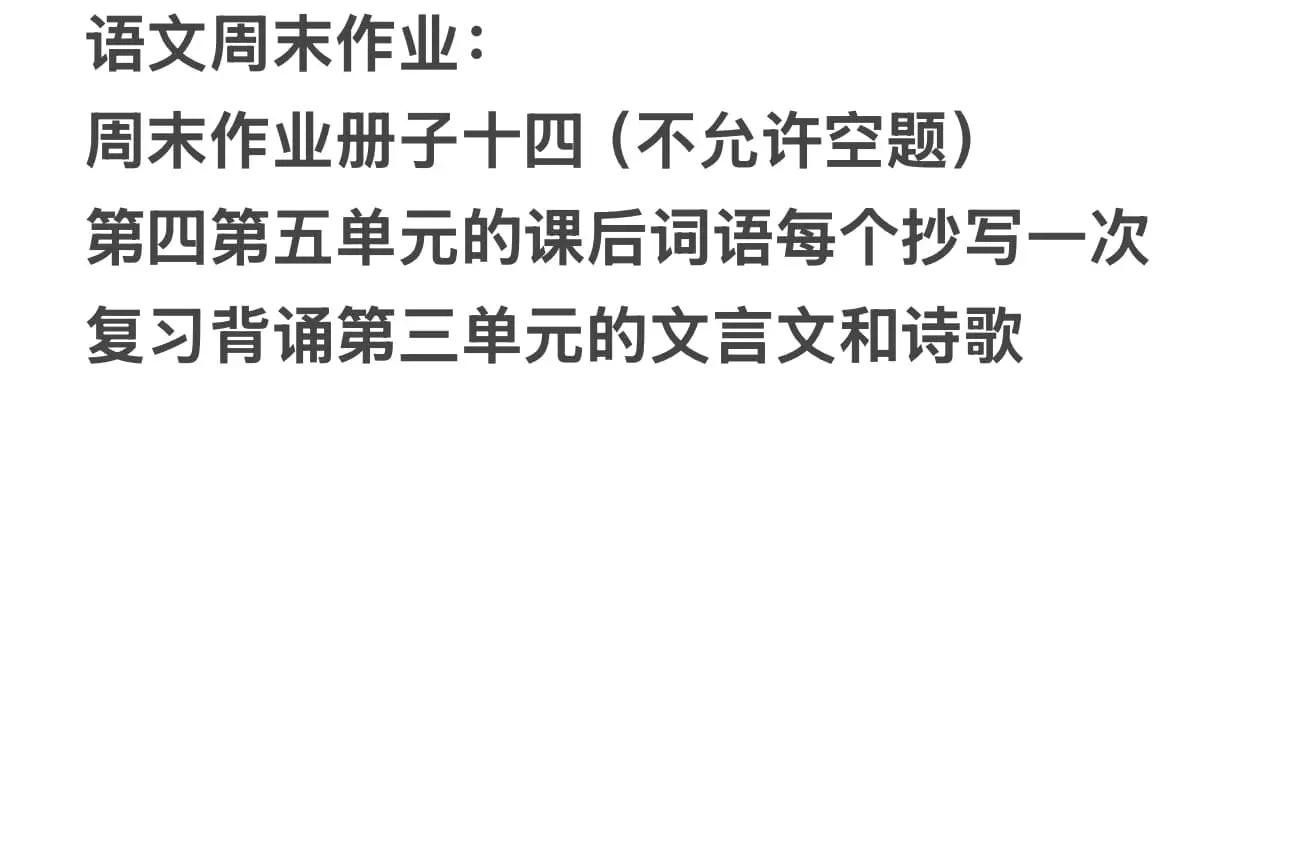 语文周末作业：
周末作业册子十四（不允许空题）
第四第五单元的课后词语每个抄写一次
复习背诵第三单元的文言文和诗歌